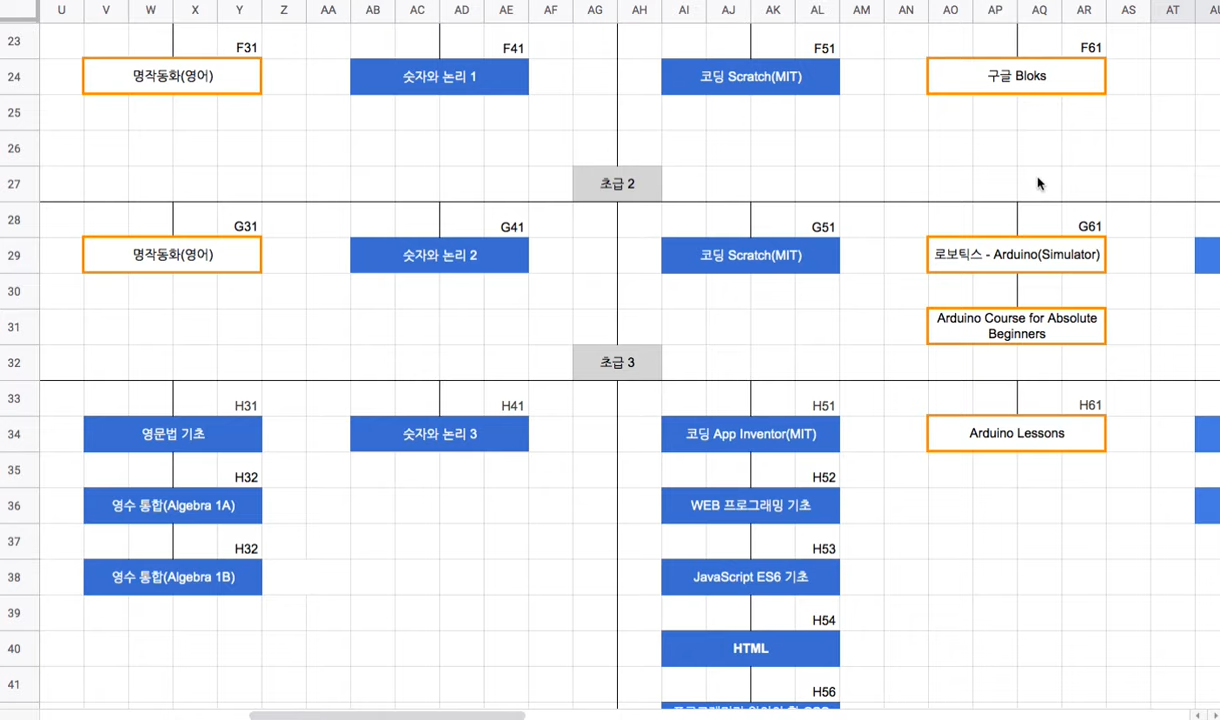 U V W X Y Z AA AB AC AD AE AF AG AH AI AJ AK AL AM AN AO AP AQ AR AS AT
23 F31 F41 F51 F61
24 명작동화(영어) 숫자와 논리 1 코딩 Scratch(MIT) 구글 Bloks
25
26
27 초급 2
28 G31 G41 G51 G61
29 명작동화(영어) 숫자와 논리 2 코딩 Scratch(MIT) 로보틱스 - Arduino(Simulator)
30
31 Arduino Course for Absolute
Beginners
32 초급 3
33 H31 H41 H51 H61
34 영문법 기초 숫자와 논리 3 코딩 App Inventor(MIT) Arduino Lessons
35 H32 H52
36 영수 통합(Algebra 1A) WEB 프로그래밍 기초
37 H32 H53
38 영수 통합(Algebra 1B) JavaScript ES6 기초
39 H54
40 HTML
41 H56